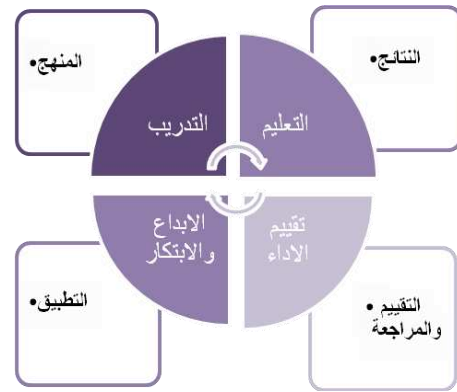 النتائج•
المنهج•
التعليم
التدريب
تقييم
الاداء
الابداع
والابتكار
التقييم •
والمراجعة
التطبيق•